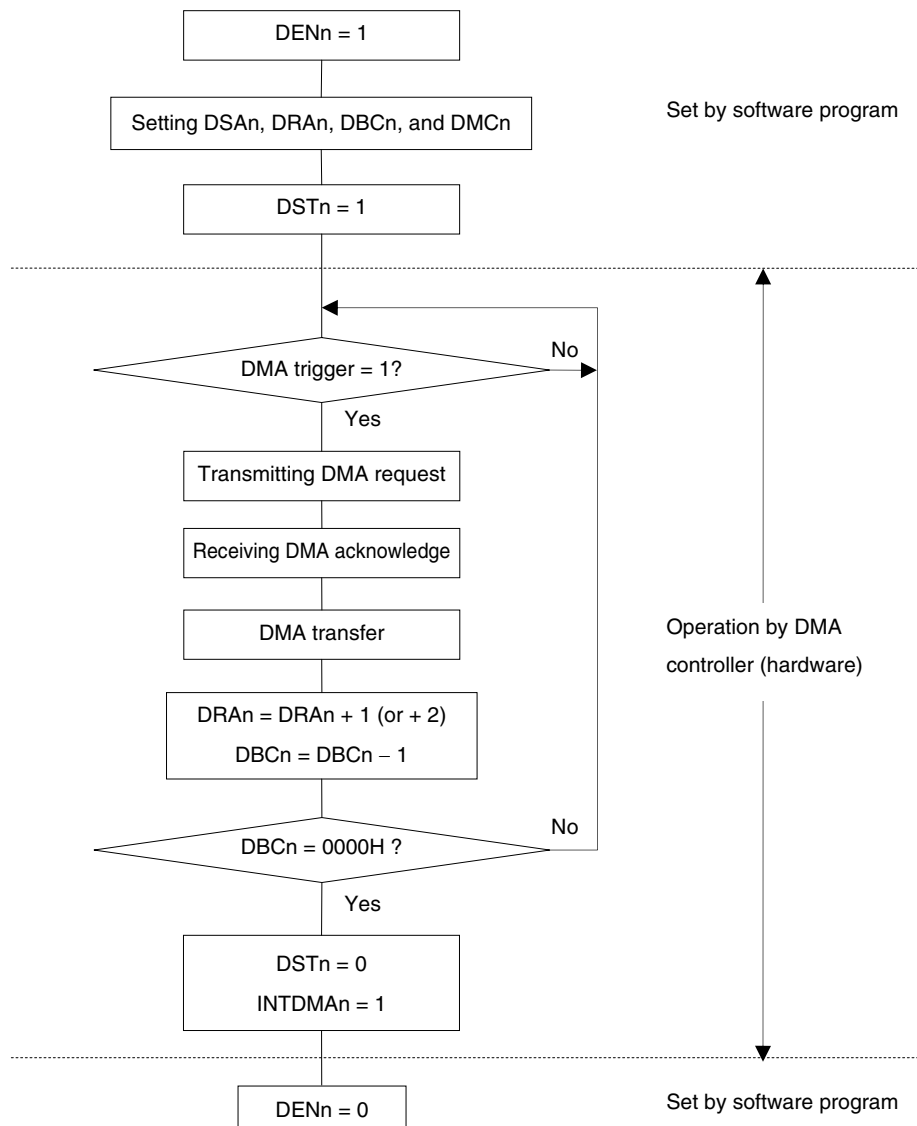 DENn = 1
Setting DSAn, DRAn, DBCn, and DMCn
Set by software program
DSTn = 1
DMA trigger = 1?
No
Yes
Transmitting DMA request
Receiving DMA acknowledge
DMA transfer
Operation by DMA
controller (hardware)
DRAn = DRAn + 1 (or + 2)
DBCn = DBCn − 1
DBCn = 0000H ?
No
Yes
DSTn = 0
INTDMAn = 1
DENn = 0
Set by software program